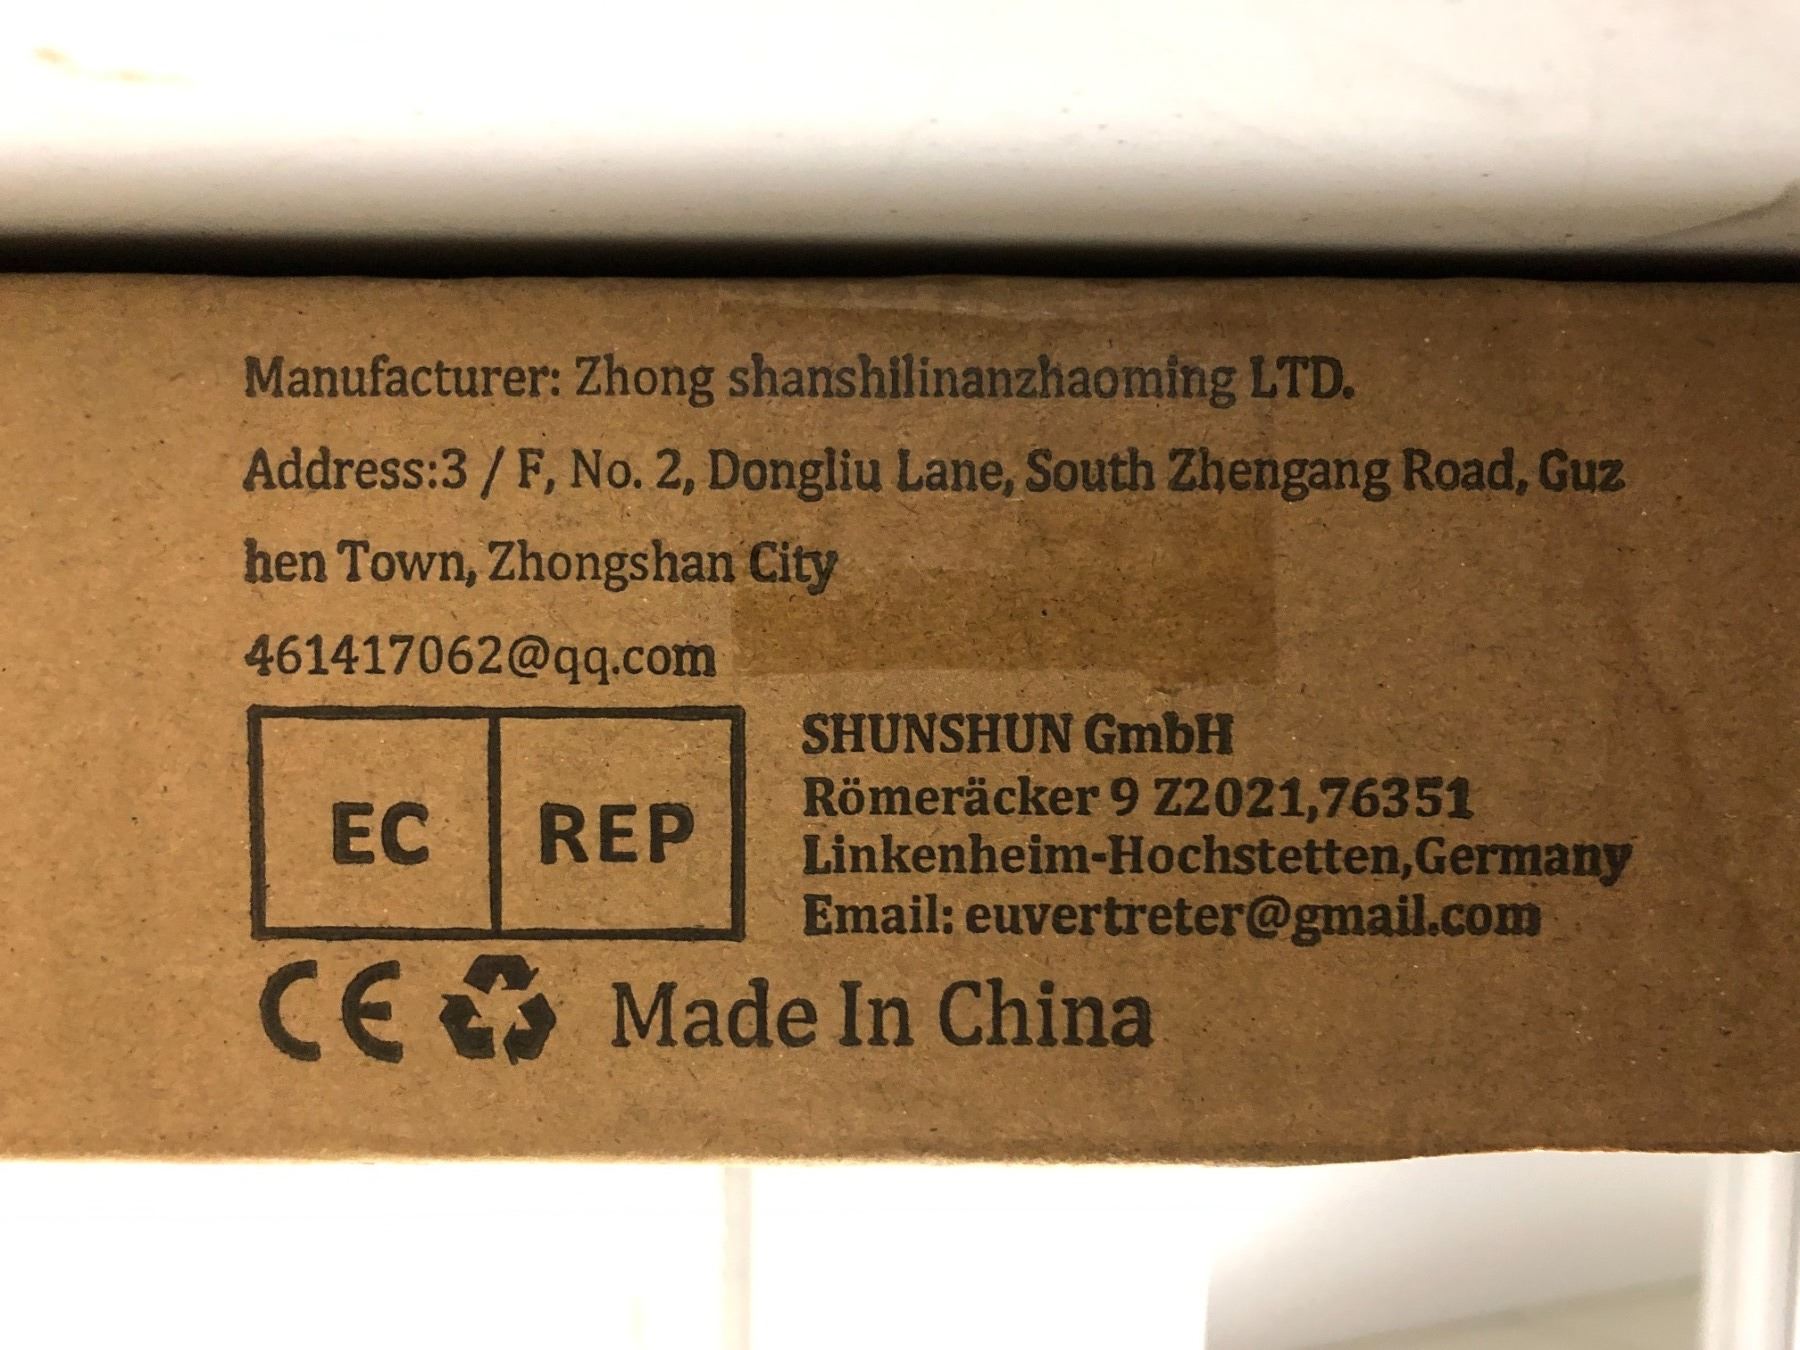 Manufacturer: Zhong shanshilinanzhaoming LTD.
Address:3 / F, No. 2, Dongliu Lane, South Zhengang Road, Guz
hen Town, Zhongshan City
461417062@qq.com
EC REP
SHUNSHUN GmbH
Römeräcker 9 Z2021,76351
Linkenheim-Hochstetten,Germany
Email: euvertreter@gmail.com
CE Made In China